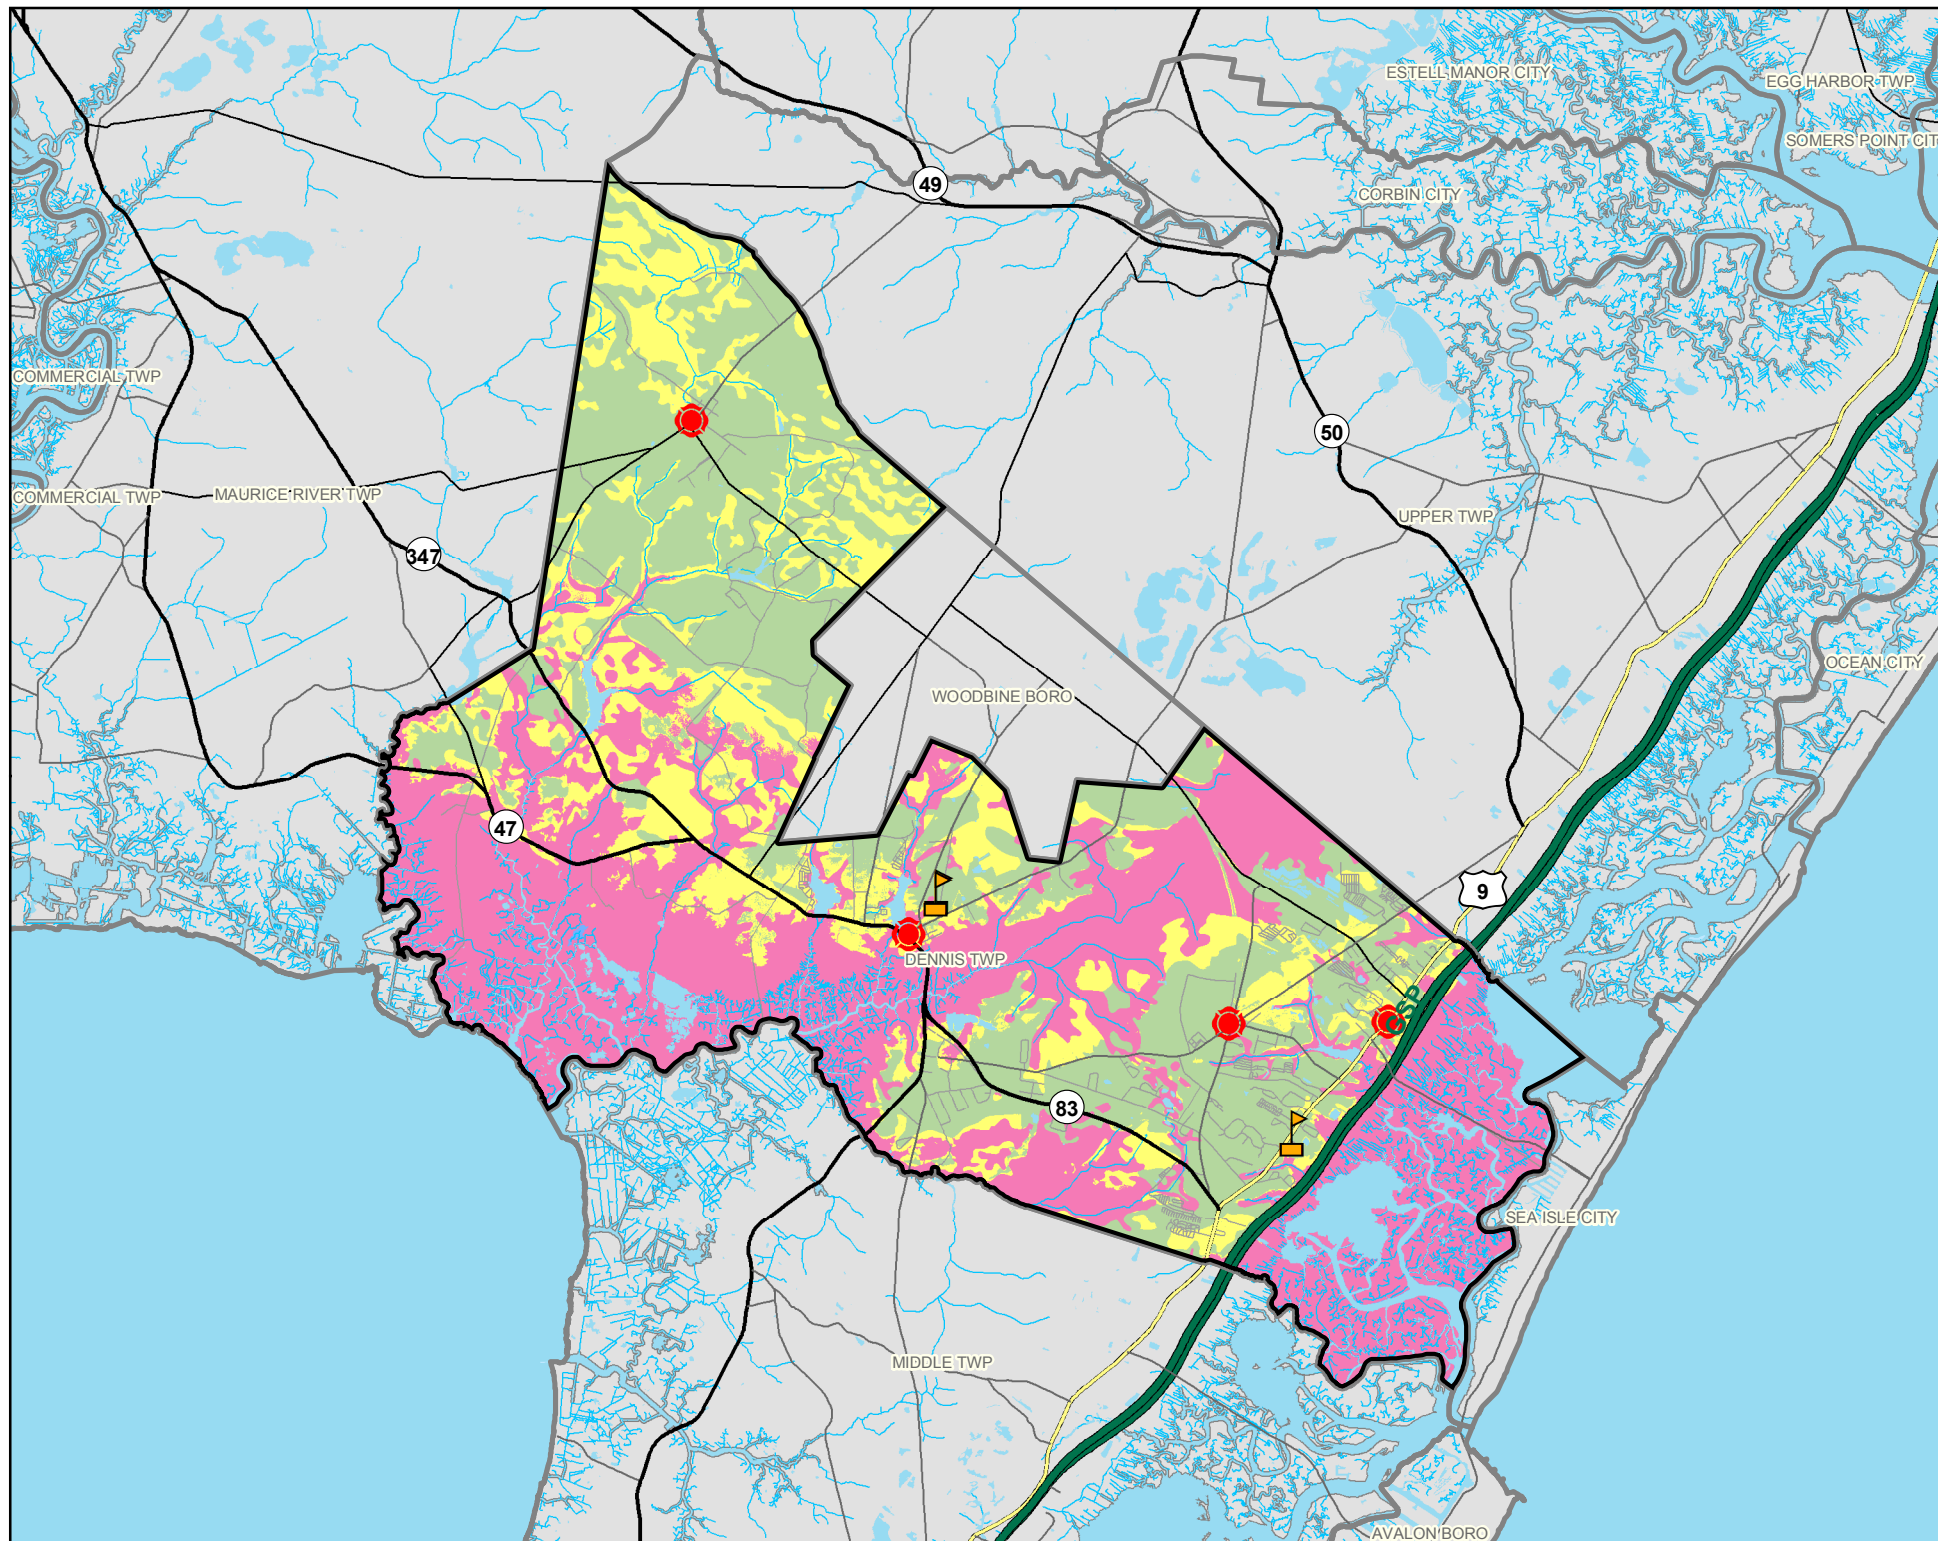 ESTELL MANOR CITY
EGG HARBOR TWP
SOMERS POINT CIT
49
CORBIN CITY
COMMERCIAL TWP
50
COMMERCIAL TWP
MAURICE RIVER TWP
UPPER TWP
347
OCEAN CITY
WOODBINE BORO
47
9
DENNIS TWP
GSP
83
SEA ISLE CITY
MIDDLE TWP
AVALON BORO